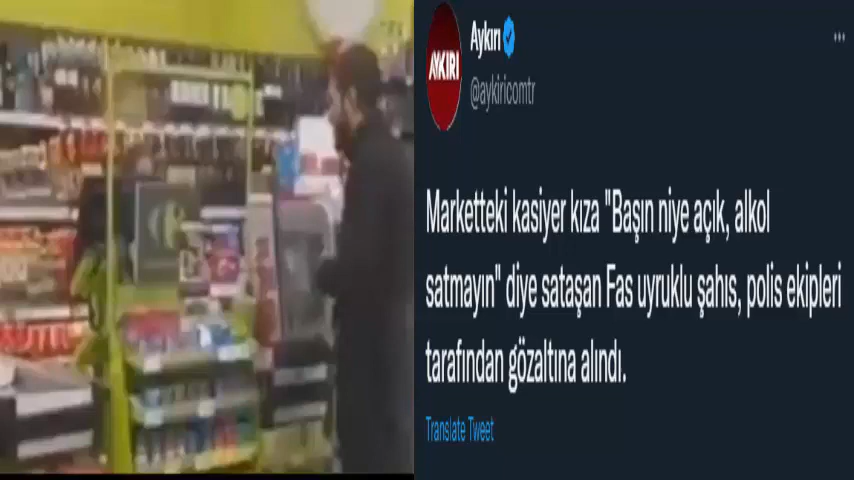 Aykırı
AYKIRI
@aykiricomtr
Marketteki kasiyer kıza "Başın niye açık, alkol
satmayın" diye sataşan Fas uyruklu şahıs, polis ekipleri
tarafından gözaltına alındı.
Translate Tweet